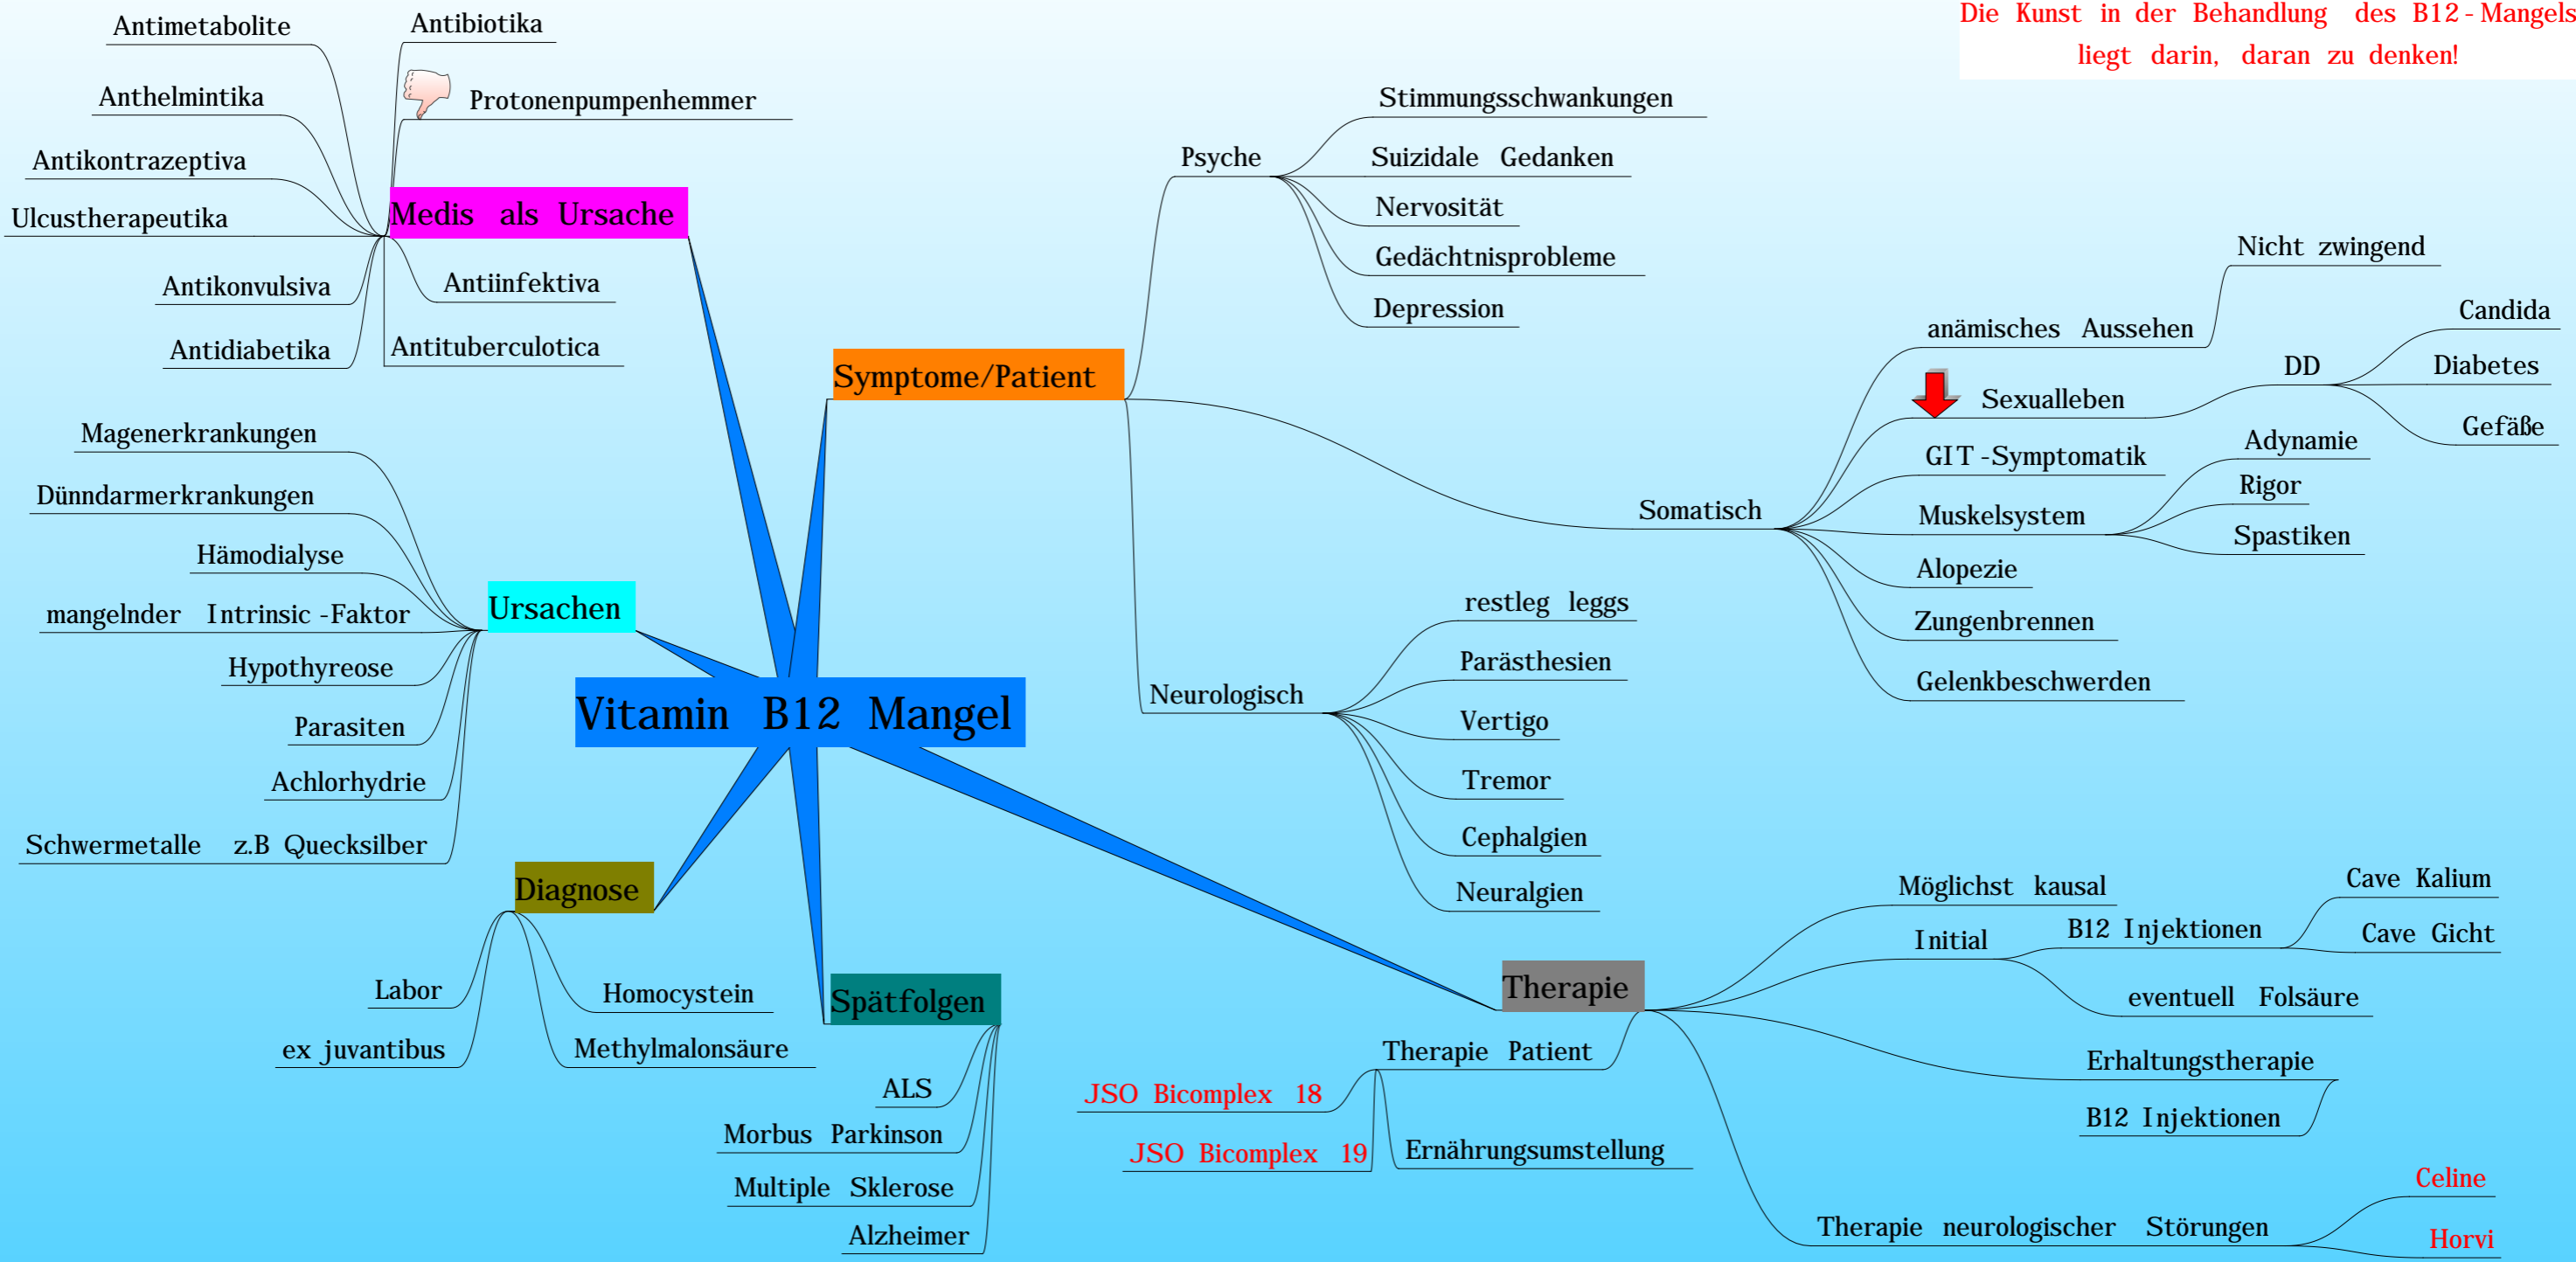 Die Kunst in der Behandlung des B12-Mangels
liegt darin, daran zu denken!
Vitamin B12 Mangel
Medis als Ursache
Antimetabolite
Anthelmintika
Antikontrazeptiva
Ulcustherapeutika
Antikonvulsiva
Antidiabetika
Antibiotika
Protonenpumpenhemmer
Antiinfektiva
Antituberculotica
Ursachen
Magenerkrankungen
Dünndarmerkrankungen
Hämodialyse
mangelnder Intrinsic-Faktor
Hypothyreose
Parasiten
Achlorhydrie
Schwermetalle z.B Quecksilber
Diagnose
Labor
ex juvantibus
Homocystein
Methylmalonsäure
Spätfolgen
ALS
Morbus Parkinson
Multiple Sklerose
Alzheimer
Symptome/Patient
Psyche
Stimmungsschwankungen
Suizidale Gedanken
Nervosität
Gedächtnisprobleme
Depression
Somatisch
anämisches Aussehen
Nicht zwingend
Sexualleben
DD
Candida
Diabetes
Gefäße
GIT-Symptomatik
Muskelsystem
Adynamie
Rigor
Spastiken
Alopezie
Zungenbrennen
Gelenkbeschwerden
Neurologisch
restleg leggs
Parästhesien
Vertigo
Tremor
Cephalgien
Neuralgien
Therapie
Möglichst kausal
Initial
B12 Injektionen
Cave Kalium
Cave Gicht
eventuell Folsäure
Erhaltungstherapie
B12 Injektionen
Therapie Patient
JSO Bicomplex 18
JSO Bicomplex 19
Ernährungsumstellung
Therapie neurologischer Störungen
Celine
Horvi